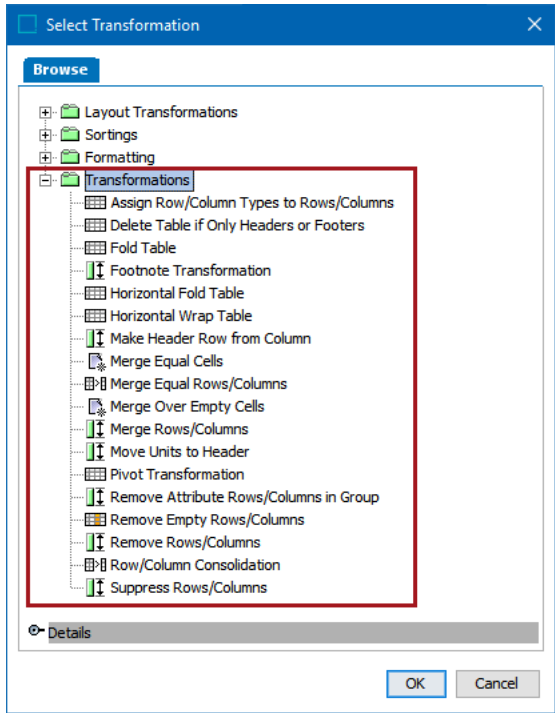 Select Transformation
Browse
Layout Transformations
Sortings
Formatting
Transformations
Assign Row/Column Types to Rows/Columns
Delete Table if Only Headers or Footers
Fold Table
Footnote Transformation
Horizontal Fold Table
Horizontal Wrap Table
Make Header Row from Column
Merge Equal Cells
Merge Equal Rows/Columns
Merge Over Empty Cells
Merge Rows/Columns
Move Units to Header
Pivot Transformation
Remove Attribute Rows/Columns in Group
Remove Empty Rows/Columns
Remove Rows/Columns
Row/Column Consolidation
Suppress Rows/Columns
Details
OK Cancel